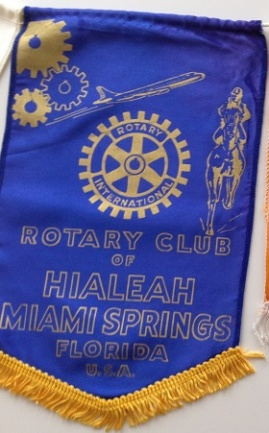 ROTARY
INTERNATIONAL
ROTARY CLUB
OF
HIALEAH
MIAMI SPRINGS
FLORIDA
U.S.A.